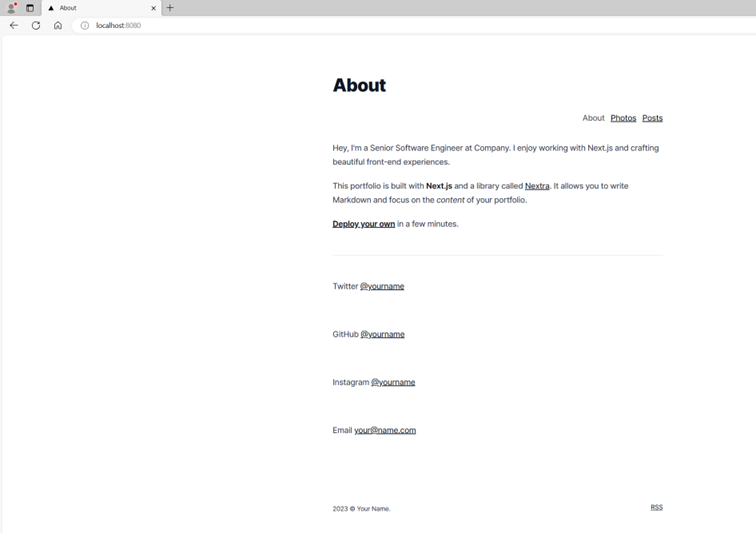 About
localhost:8080
About
About Photos Posts
Hey, I'm a Senior Software Engineer at Company. I enjoy working with Next.js and crafting
beautiful front-end experiences.
This portfolio is built with Next.js and a library called Nextra. It allows you to write
Markdown and focus on the content of your portfolio.
Deploy your own in a few minutes.
Twitter @yourname
GitHub @yourname
Instagram @yourname
Email your@name.com
2023 © Your Name. RSS